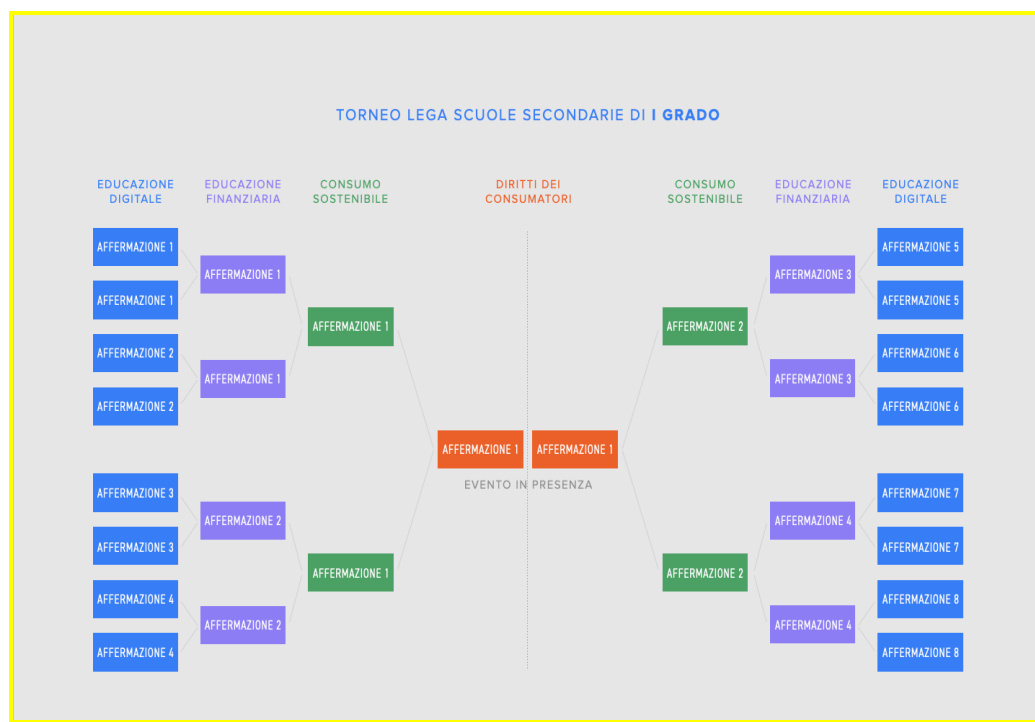 TORNEO LEGA SCUOLE SECONDARIE DI I GRADO
EDUCAZIONE
DIGITALE
EDUCAZIONE
FINANZIARIA
CONSUMO
SOSTENIBILE
DIRITTI DEI
CONSUMATORI
CONSUMO
SOSTENIBILE
EDUCAZIONE
FINANZIARIA
EDUCAZIONE
DIGITALE
AFFERMAZIONE 1
AFFERMAZIONE 1
AFFERMAZIONE 2
AFFERMAZIONE 2
AFFERMAZIONE 3
AFFERMAZIONE 3
AFFERMAZIONE 4
AFFERMAZIONE 4
AFFERMAZIONE 1
AFFERMAZIONE 1
AFFERMAZIONE 2
AFFERMAZIONE 2
AFFERMAZIONE 1
AFFERMAZIONE 1
AFFERMAZIONE 1
AFFERMAZIONE 1
EVENTO IN PRESENZA
AFFERMAZIONE 2
AFFERMAZIONE 2
AFFERMAZIONE 3
AFFERMAZIONE 3
AFFERMAZIONE 4
AFFERMAZIONE 4
AFFERMAZIONE 5
AFFERMAZIONE 5
AFFERMAZIONE 6
AFFERMAZIONE 6
AFFERMAZIONE 7
AFFERMAZIONE 7
AFFERMAZIONE 8
AFFERMAZIONE 8